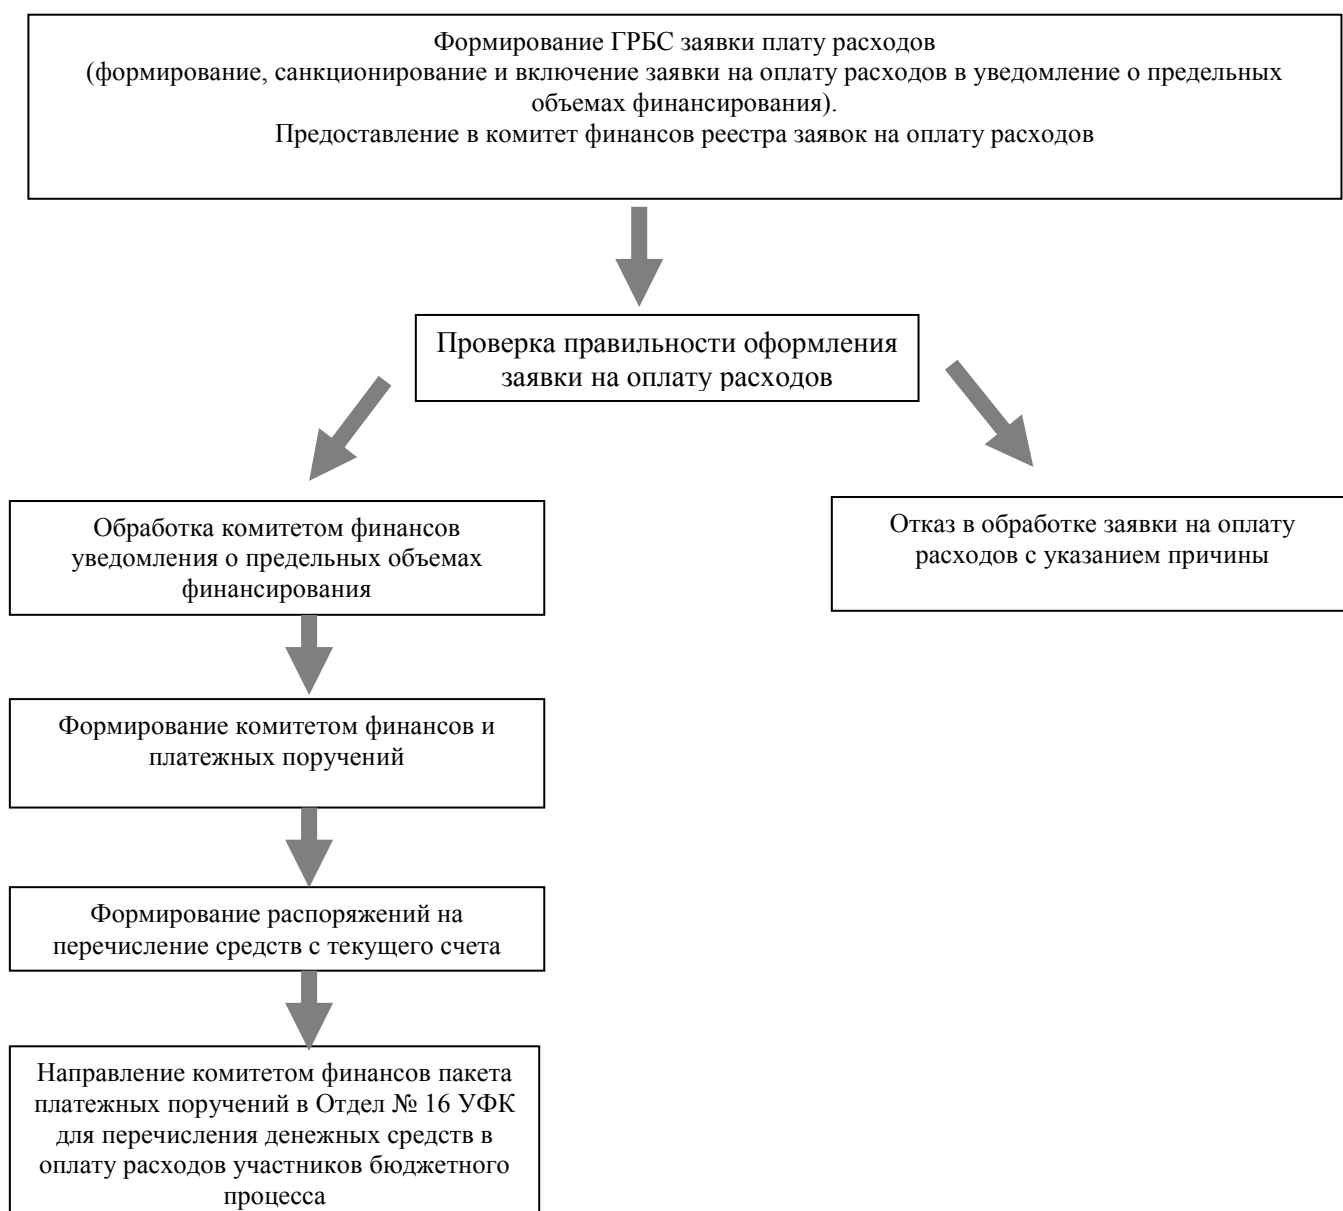 Формирование ГРБС заявки плату расходов
(формирование, санкционирование и включение заявки на оплату расходов в уведомление о предельных
объемах финансирования).
Предоставление в комитет финансов реестра заявок на оплату расходов
Проверка правильности оформления
заявки на оплату расходов
Обработка комитетом финансов
уведомления о предельных объемах
финансирования
Отказ в обработке заявки на оплату
расходов с указанием причины
Формирование комитетом финансов и
платежных поручений
Формирование распоряжений на
перечисление средств с текущего счета
Направление комитетом финансов пакета
платежных поручений в Отдел № 16 УФК
для перечисления денежных средств в
оплату расходов участников бюджетного
процесса